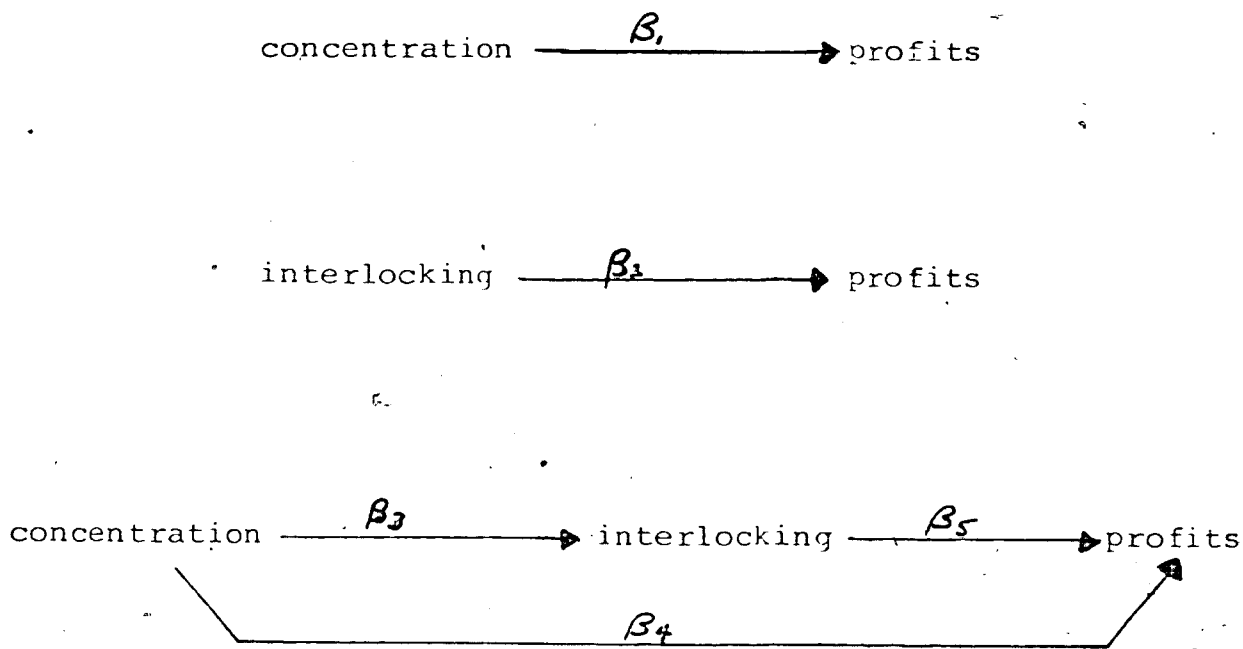 concentration β₁ profits
interlocking β₂ profits
concentration β₃ interlocking β₅ profits
β₄